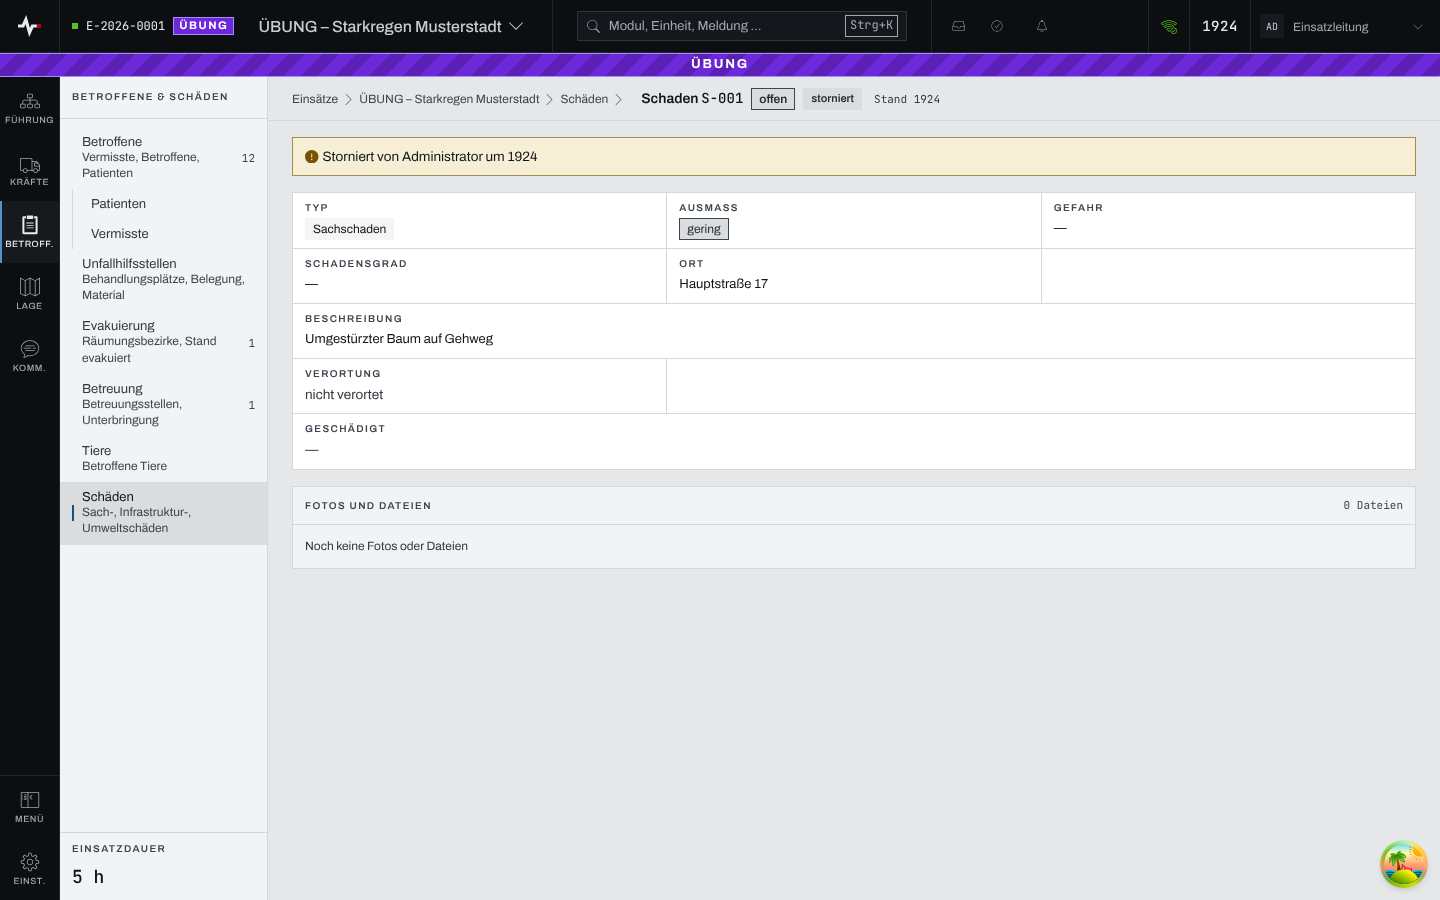 E-2026-0001 ÜBUNG ÜBUNG – Starkregen Musterstadt Modul, Einheit, Meldung ... Strg+K 1924 AD Einsatzleitung
ÜBUNG
FÜHRUNG
KRÄFTE
BETROFF.
LAGE
KOMM.
MENÜ
EINST.
BETROFFENE & SCHÄDEN
Betroffene
Vermisste, Betroffene,
Patienten
12
Patienten
Vermisste
Unfallhilfsstellen
Behandlungsplätze, Belegung,
Material
Evakuierung
Räumungsbezirke, Stand
evakuiert
1
Betreuung
Betreuungsstellen,
Unterbringung
1
Tiere
Betroffene Tiere
Schäden
Sach-, Infrastruktur-,
Umweltschäden
EINSATZDAUER
5 h
Einsätze ÜBUNG – Starkregen Musterstadt Schäden Schaden S-001 offen storniert Stand 1924
Storniert von Administrator um 1924
TYP
Sachschaden
AUSMASS
gering
GEFAHR
—
SCHADENSGRAD
—
ORT
Hauptstraße 17
BESCHREIBUNG
Umgestürzter Baum auf Gehweg
VERORTUNG
nicht verortet
GESCHÄDIGT
—
FOTOS UND DATEIEN 0 Dateien
Noch keine Fotos oder Dateien